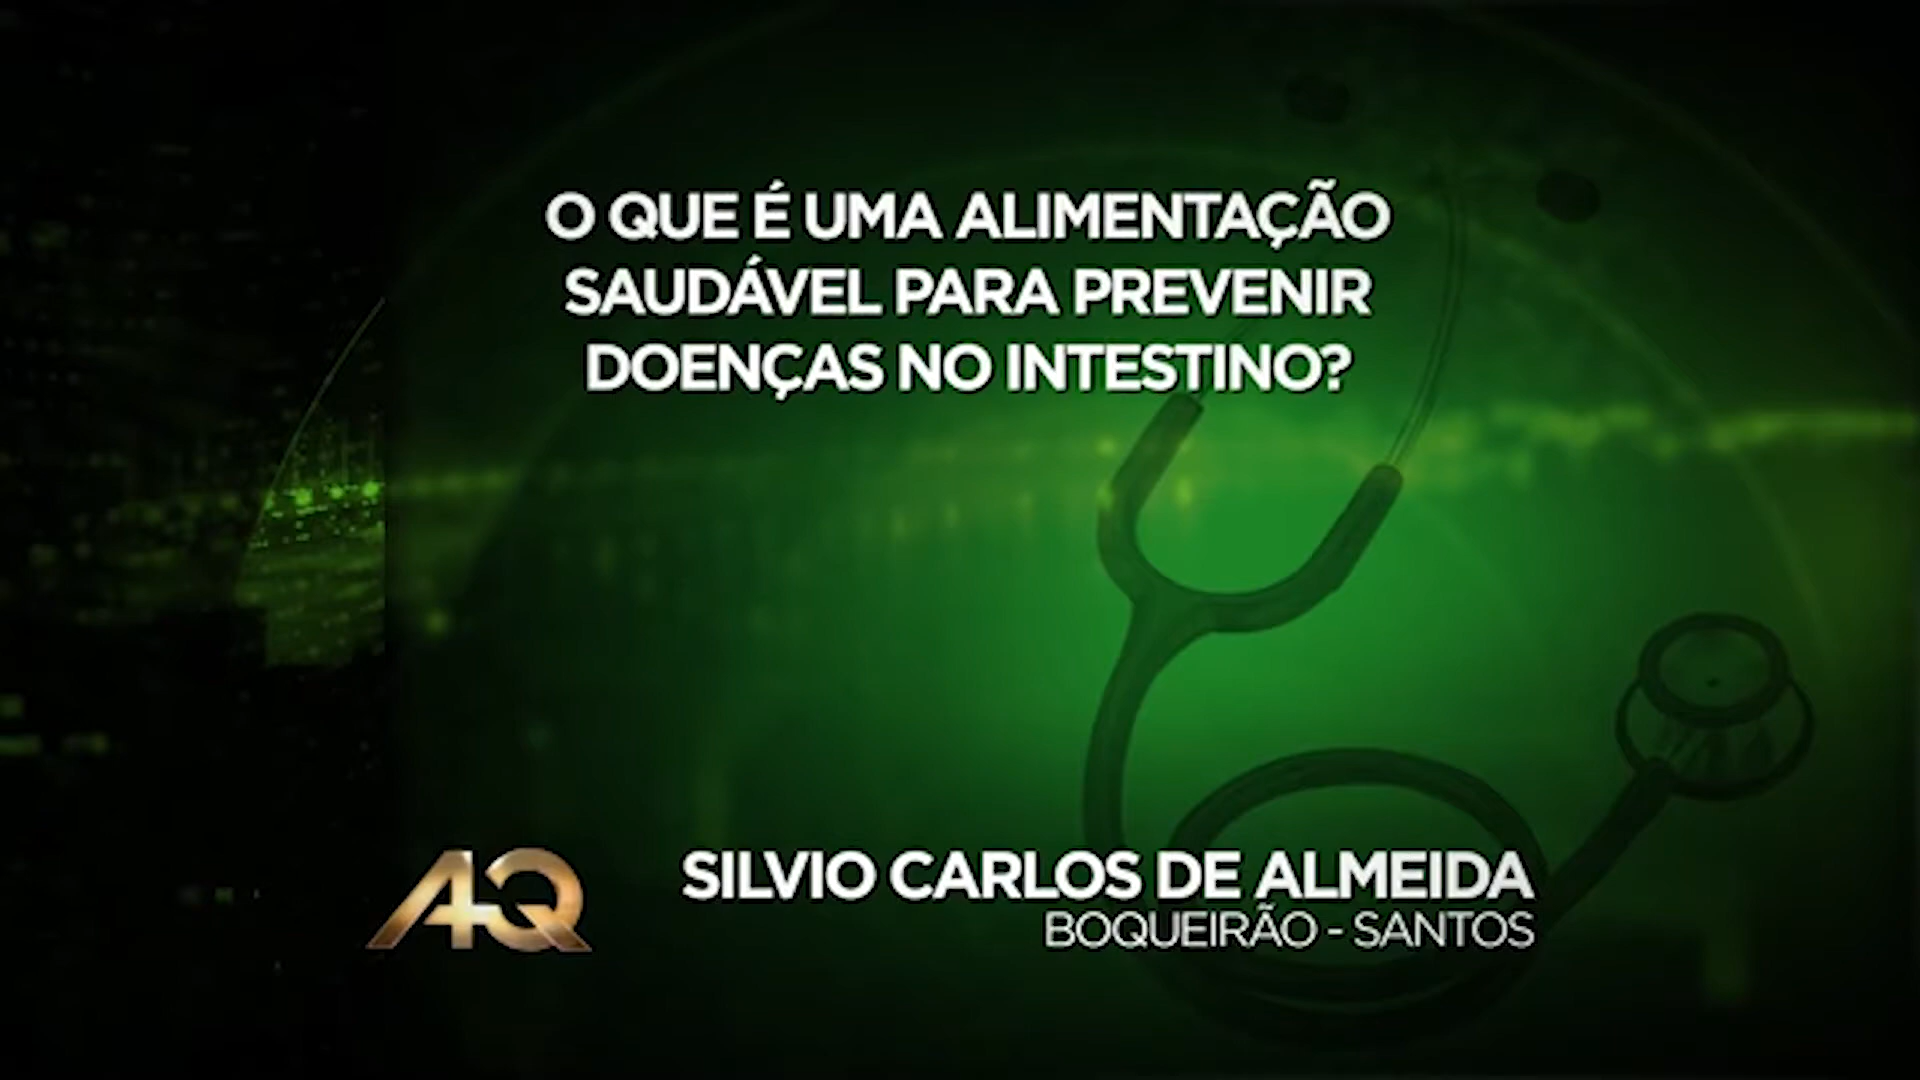 O QUE É UMA ALIMENTAÇÃO
SAUDÁVEL PARA PREVENIR
DOENÇAS NO INTESTINO?
AQ
SILVIO CARLOS DE ALMEIDA
BOQUEIRÃO - SANTOS